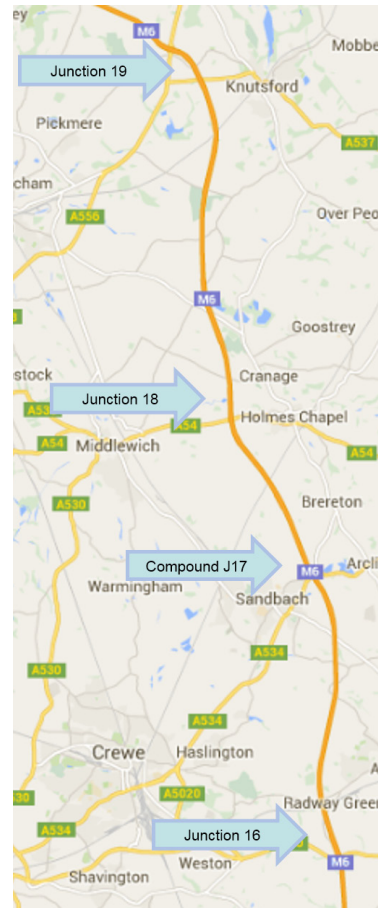 M6
Mobbe
Junction 19
Knutsford
Pickmere
A537
cham
A556
Over Peo
M6
Goostrey
Cranage
stock
Junction 18
Holmes Chapel
A54
A54
Middlewich
A54
A530
Brereton
Compound J17
M6
Arcli
Warmingham
Sandbach
A534
A530
A534
Crewe
Haslington
A5020
Radway Green
A534
Junction 16
Weston
M6
Shavington